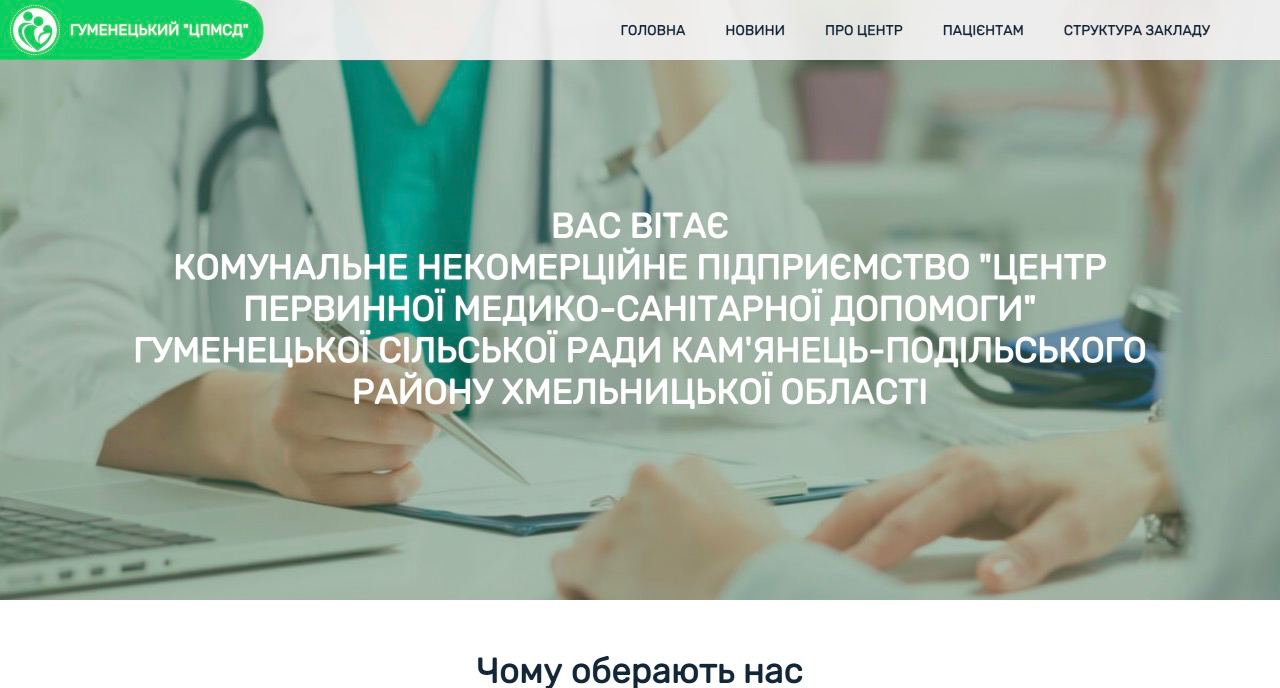 ГУМЕНЕЦЬКИЙ "ЦПМСД"
ГОЛОВНА НОВИНИ ПРО ЦЕНТР ПАЦІЄНТАМ СТРУКТУРА ЗАКЛАДУ
ВАС ВІТАЄ
КОМУНАЛЬНЕ НЕКОМЕРЦІЙНЕ ПІДПРИЄМСТВО "ЦЕНТР
ПЕРВИННОЇ МЕДИКО-САНІТАРНОЇ ДОПОМОГИ"
ГУМЕНЕЦЬКОЇ СІЛЬСЬКОЇ РАДИ КАМ'ЯНЕЦЬ-ПОДІЛЬСЬКОГО
РАЙОНУ ХМЕЛЬНИЦЬКОЇ ОБЛАСТІ
Чому оберають нас